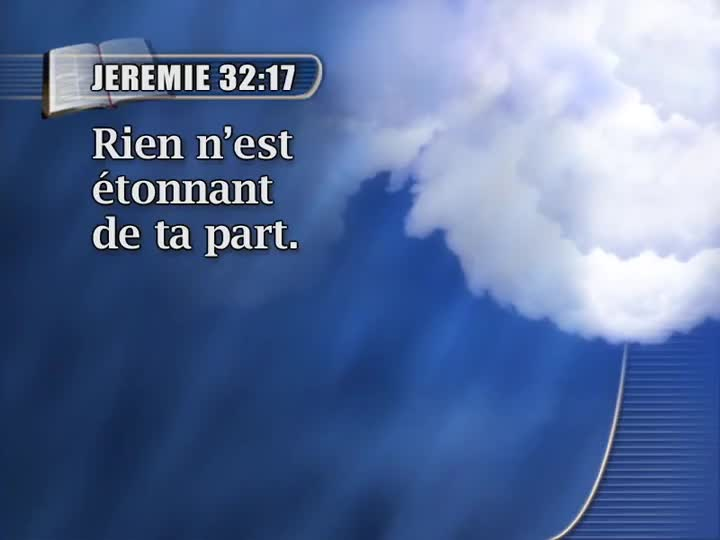 JEREMIE 32:17
Rien n’est
étonnant
de ta part.